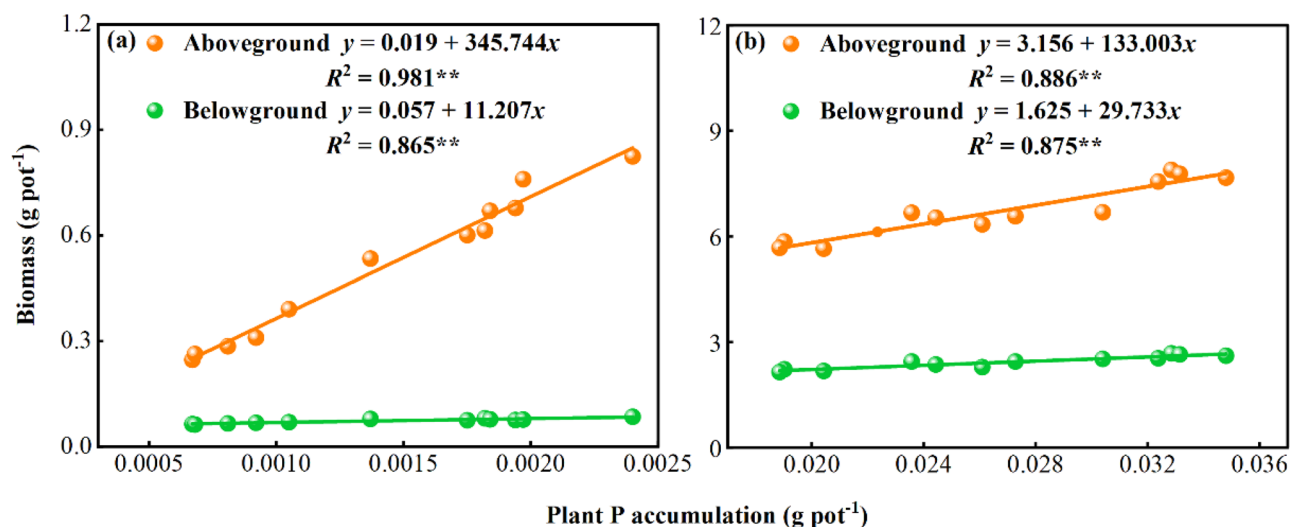 (a) Aboveground y = 0.019 + 345.744x
R² = 0.981**
Belowground y = 0.057 + 11.207x
R² = 0.865**
1.2
0.9
0.6
0.3
0.0
0.0005 0.0010 0.0015 0.0020 0.0025
(b) Aboveground y = 3.156 + 133.003x
R² = 0.886**
Belowground y = 1.625 + 29.733x
R² = 0.875**
12
9
6
3
0
0.020 0.024 0.028 0.032 0.036
Biomass (g pot⁻¹)
Plant P accumulation (g pot⁻¹)